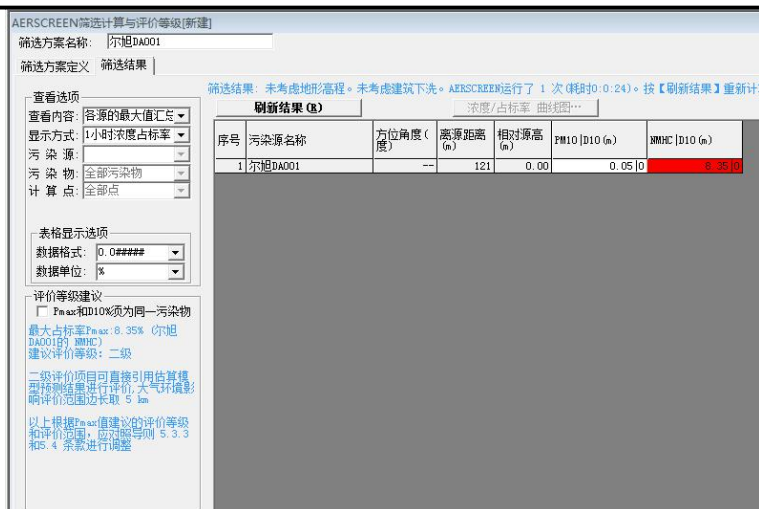 AERSCREEN筛选计算与评价等级[新建]
筛选方案名称: 尔旭DA001
筛选方案定义 筛选结果
筛选结果: 未考虑地形高程。未考虑建筑下洗。AERSCREEN运行了 1 次(耗时0:0:24)。按【刷新结果】重新计
查看选项
查看内容: 各源的最大值汇总
显示方式: 1小时浓度占标率
污 染 源:
污 染 物: 全部污染物
计 算 点: 全部点
表格显示选项
数据格式: 0.0#####
数据单位: %
评价等级建议
Pmax和D10%须为同一污染物
最大占标率Pmax:8.35% (尔旭
DA001的 NMHC)
建议评价等级: 二级
二级评价项目可直接引用估算模
型预测结果进行评价,大气环境影
响评价范围边长取 5 km
以上根据Pmax值建议的评价等级
和评价范围,应对照导则 5.3.3
和5.4 条款进行调整
刷新结果(R) 浓度/占标率 曲线图…
序号 污染源名称 方位角度(度) 离源距离(m) 相对源高(m) PM10|D10(m) NMHC|D10(m)
1 尔旭DA001 -- 121 0.00 0.05|0 8.35|0